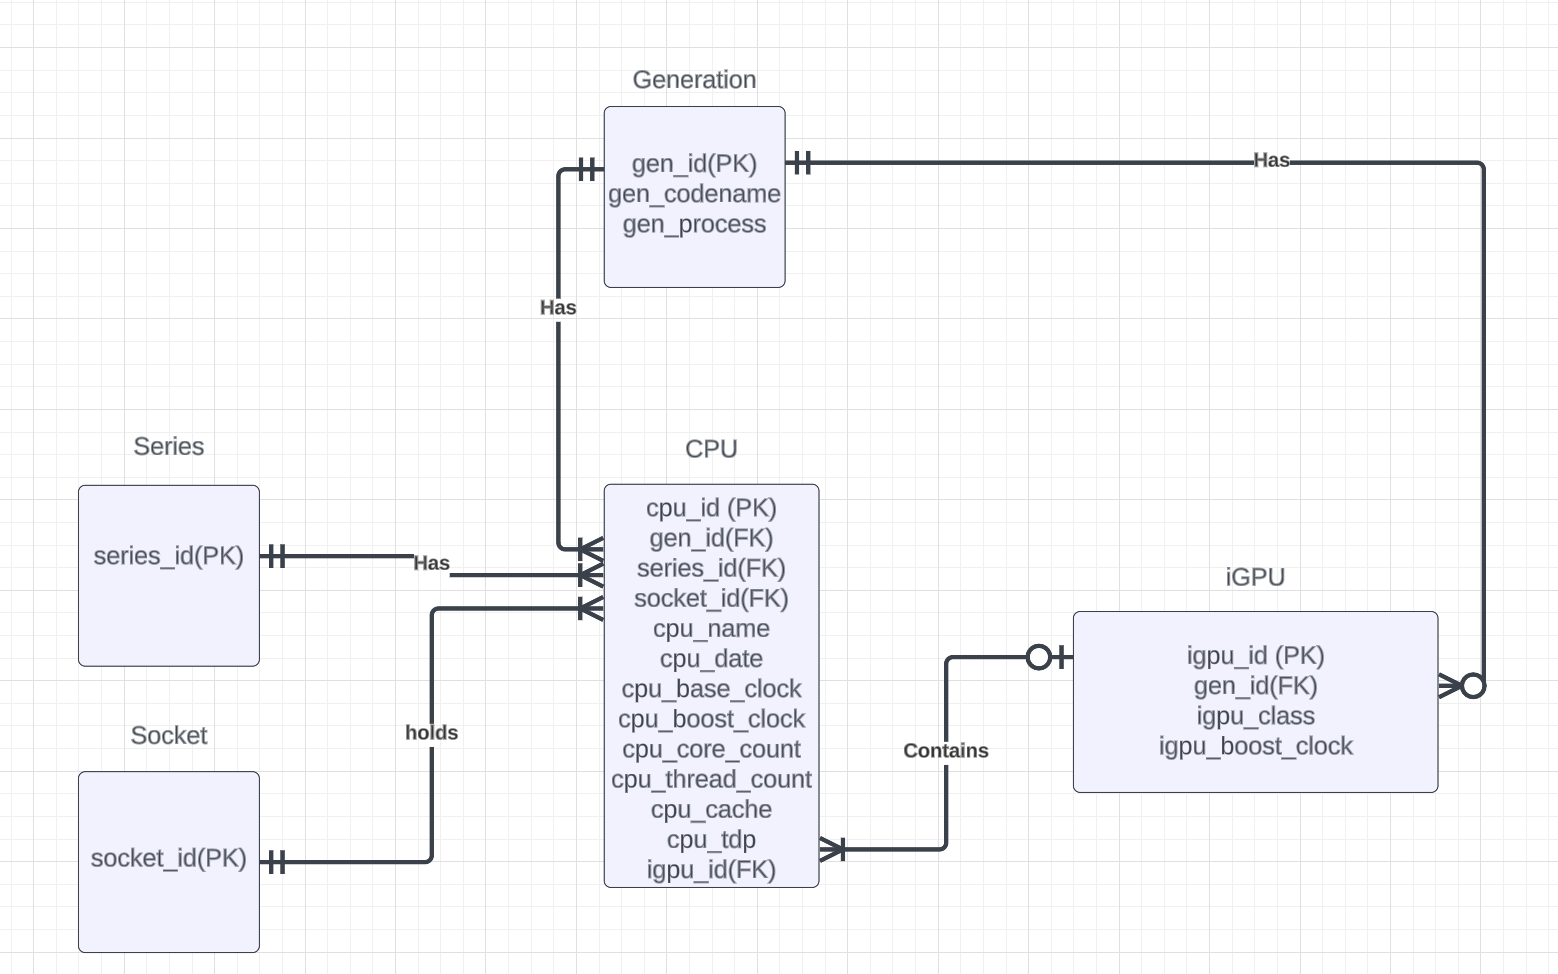 Generation
gen_id(PK)
gen_codename
gen_process
Has
Has
Series
series_id(PK)
Has
CPU
cpu_id (PK)
gen_id(FK)
series_id(FK)
socket_id(FK)
cpu_name
cpu_date
cpu_base_clock
cpu_boost_clock
cpu_core_count
cpu_thread_count
cpu_cache
cpu_tdp
igpu_id(FK)
iGPU
igpu_id (PK)
gen_id(FK)
igpu_class
igpu_boost_clock
Socket
socket_id(PK)
holds
Contains